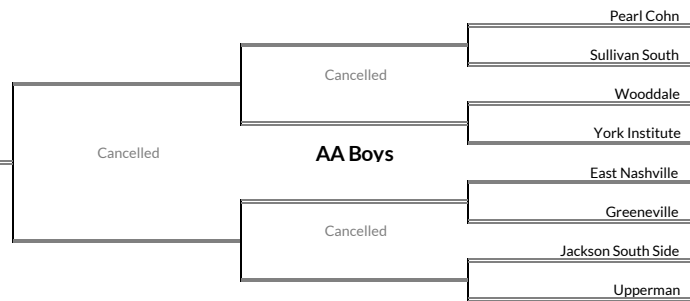 Pearl Cohn
Sullivan South
Cancelled
Wooddale
York Institute
Cancelled
AA Boys
East Nashville
Greeneville
Cancelled
Jackson South Side
Upperman